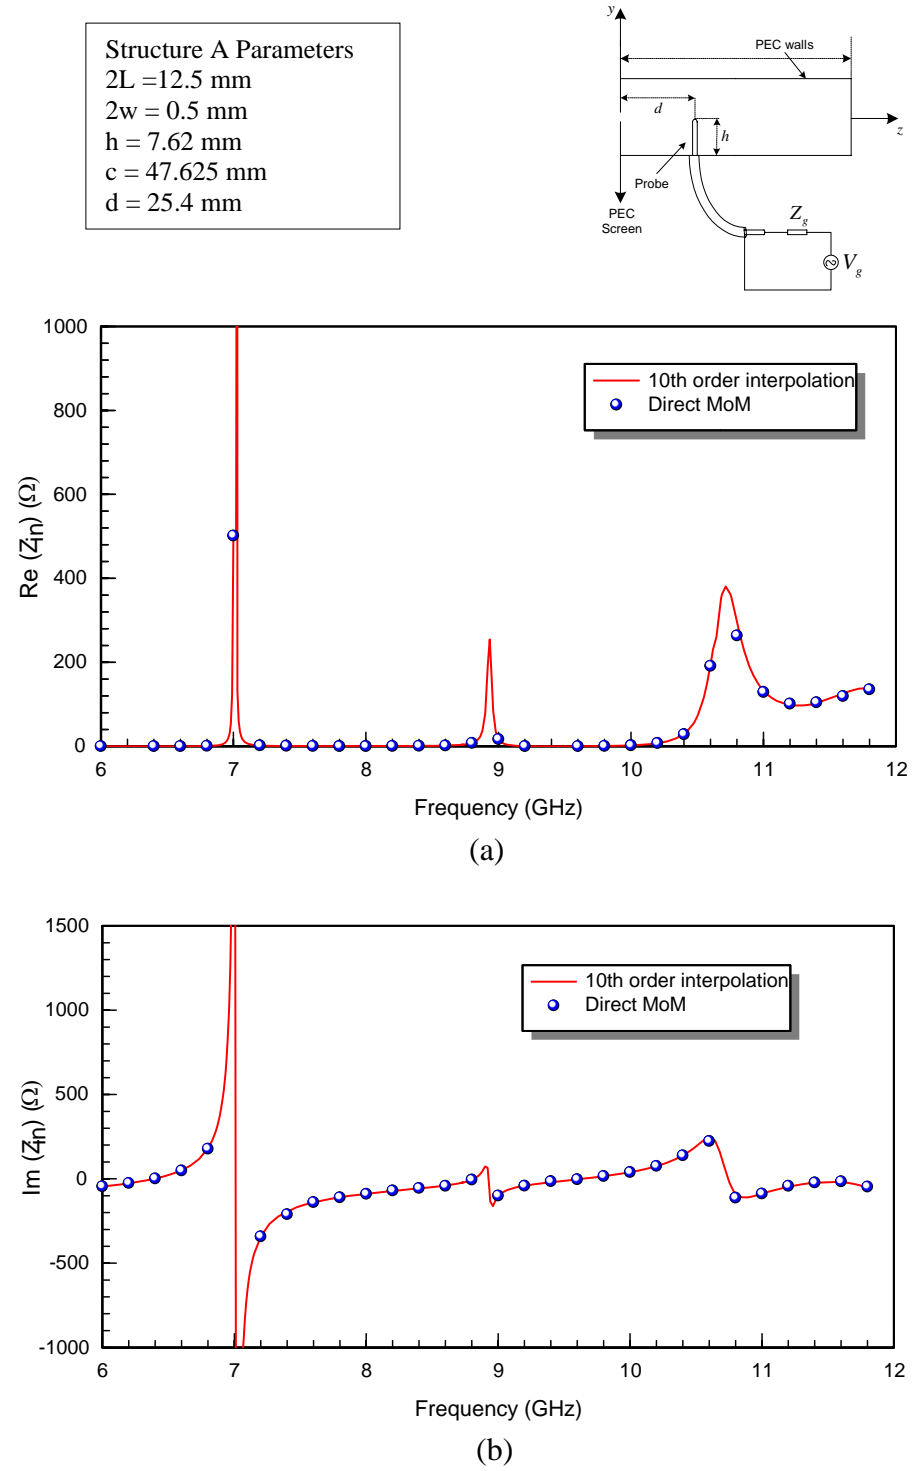 Structure A Parameters
2L =12.5 mm
2w = 0.5 mm
h = 7.62 mm
c = 47.625 mm
d = 25.4 mm
y
PEC walls
d
h
z
Probe
PEC
Screen
Z_g
V_g
1000
800
600
400
200
0
Re (Zin) (Ω)
10th order interpolation
Direct MoM
6 7 8 9 10 11 12
Frequency (GHz)
(a)
1500
1000
500
0
-500
-1000
Im (Zin) (Ω)
10th order interpolation
Direct MoM
6 7 8 9 10 11 12
Frequency (GHz)
(b)